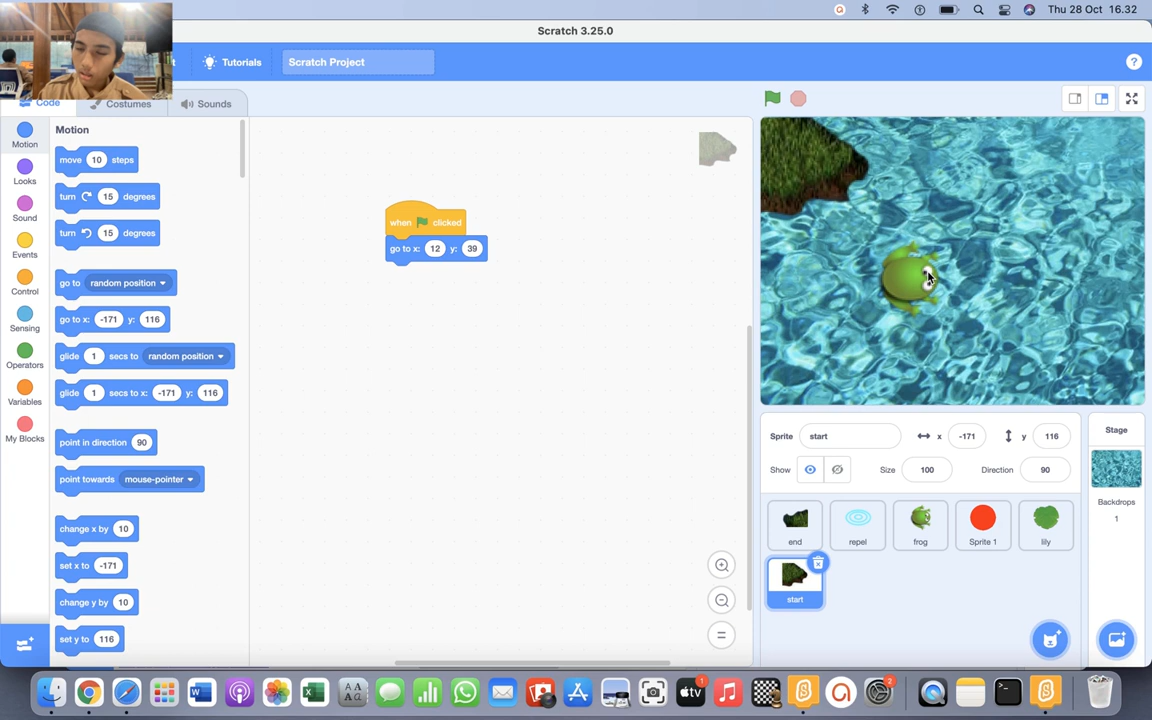 Thu 28 Oct 16.32
Scratch 3.25.0
Tutorials
Scratch Project
?
Code
Costumes
Sounds
Motion
Looks
Sound
Events
Control
Sensing
Operators
Variables
My Blocks
Motion
move 10 steps
turn 15 degrees
turn 15 degrees
go to random position
go to x: -171 y: 116
glide 1 secs to random position
glide 1 secs to x: -171 y: 116
point in direction 90
point towards mouse-pointer
change x by 10
set x to -171
change y by 10
set y to 116
when clicked
go to x: 12 y: 39
Sprite start x -171 y 116
Show Size 100 Direction 90
end
repel
frog
Sprite 1
lily
start
Stage
Backdrops
1